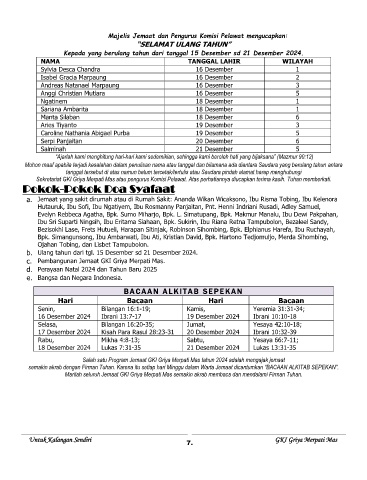 Majelis Jemaat dan Pengurus Komisi Pelawat mengucapkan:
"SELAMAT ULANG TAHUN"
Kepada yang berulang tahun dari tanggal 15 Desember sd 21 Desember 2024.
NAMA TANGGAL LAHIR WILAYAH
Sylvia Desca Chandra 16 Desember 1
Isabel Gracia Marpaung 16 Desember 2
Andreas Natanael Marpaung 16 Desember 3
Anggi Christian Mutiara 16 Desember 5
Ngatinem 18 Desember 1
Sariana Ambarita 18 Desember 1
Manta Silaban 18 Desember 6
Aries Tiyanto 19 Desember 3
Caroline Nathania Abigael Purba 19 Desember 5
Serpi Panjaitan 20 Desember 6
Salminah 21 Desember 5
"Ajarlah kami menghitung hari-hari kami sedemikian, sehingga kami beroleh hati yang bijaksana" (Mazmur 90:12)
Mohon maaf apabila terjadi kesalahan dalam penulisan nama atau tanggal dan bilamana ada diantara Saudara yang berulang tahun antara
tanggal tersebut di atas namun belum tercetak/tertulis atau Saudara pindah alamat harap menghubungi
Sekretariat GKI Griya Merpati Mas atau pengurus Komisi Pelawat. Atas perhatiannya diucapkan terima kasih. Tuhan memberkati.
Pokok-Pokok Doa Syafaat
a. Jemaat yang sakit dirumah atau di Rumah Sakit: Ananda Wikan Wicaksono, Ibu Risma Tobing, Ibu Kelenora
Hutauruk, Ibu Sofi, Ibu Ngatiyem, Ibu Rosmanny Panjaitan, Pnt. Henni Indriani Rusadi, Adley Samuel,
Evelyn Rebbeca Agatha, Bpk. Sumo Miharjo, Bpk. L. Simatupang, Bpk. Makmur Manalu, Ibu Dewi Pakpahan,
Ibu Sri Suparti Ningsih, Ibu Eritama Siahaan, Bpk. Sukirin, Ibu Riana Retna Tampubolon, Bezaleel Sandy,
Bezisokhi Lase, Frets Hutueli, Harapan Sitinjak, Robinson Sihombing, Bpk. Elphianus Harefa, Ibu Ruchayah,
Bpk. Simangunsong, Ibu Ambarwati, Ibu Ati, Kristian David, Bpk. Hartono Tedjomuljo, Merda Sihombing,
Ojahan Tobing, dan Lisbet Tampubolon.
b. Ulang tahun dari tgl. 15 Desember sd 21 Desember 2024.
c. Pembangunan Jemaat GKI Griya Merpati Mas.
d. Perayaan Natal 2024 dan Tahun Baru 2025
e. Bangsa dan Negara Indonesia.
BACAAN ALKITAB SEPEKAN
Hari Bacaan Hari Bacaan
Senin, Bilangan 16:1-19; Kamis, Yeremia 31:31-34;
16 Desember 2024 Ibrani 13:7-17 19 Desember 2024 Ibrani 10:10-18
Selasa, Bilangan 16:20-35; Jumat, Yesaya 42:10-18;
17 Desember 2024 Kisah Para Rasul 28:23-31 20 Desember 2024 Ibrani 10:32-39
Rabu, Mikha 4:8-13; Sabtu, Yesaya 66:7-11;
18 Desember 2024 Lukas 7:31-35 21 Desember 2024 Lukas 13:31-35
Salah satu Program Jemaat GKI Griya Merpati Mas tahun 2024 adalah mengajak jemaat
semakin akrab dengan Firman Tuhan. Karena itu setiap hari Minggu dalam Warta Jemaat dicantumkan "BACAAN ALKITAB SEPEKAN".
Marilah seluruh Jemaat GKI Griya Merpati Mas semakin akrab membaca dan mendalami Firman Tuhan.
Untuk Kalangan Sendiri GKI Griya Merpati Mas
7.